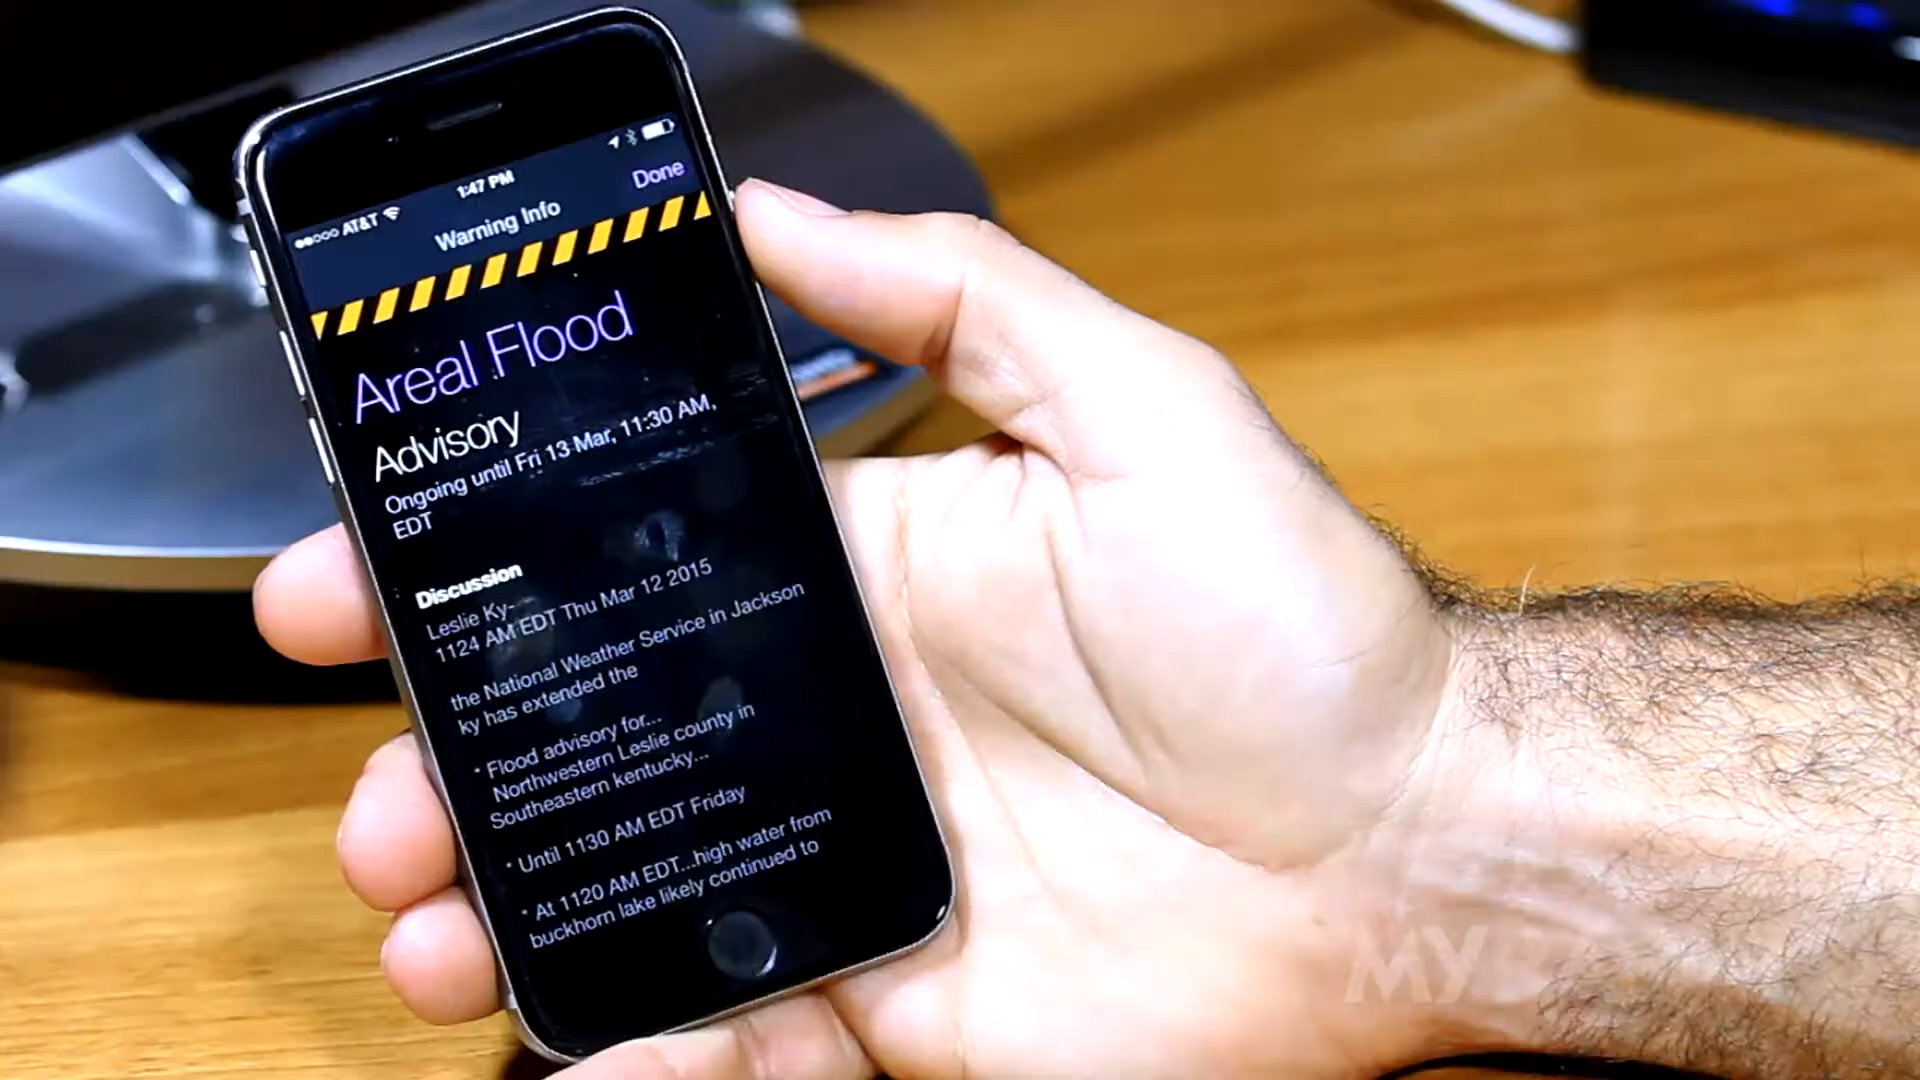 ●●○○○ AT&T 1:47 PM
Warning Info
Done
Areal Flood
Advisory
Ongoing until Fri 13 Mar, 11:30 AM,
EDT
Discussion
Leslie Ky-
1124 AM EDT Thu Mar 12 2015
the National Weather Service in Jackson
ky has extended the
* Flood advisory for...
Northwestern Leslie county in
Southeastern kentucky...
* Until 1130 AM EDT Friday
* At 1120 AM EDT...high water from
buckhorn lake likely continued to
MY